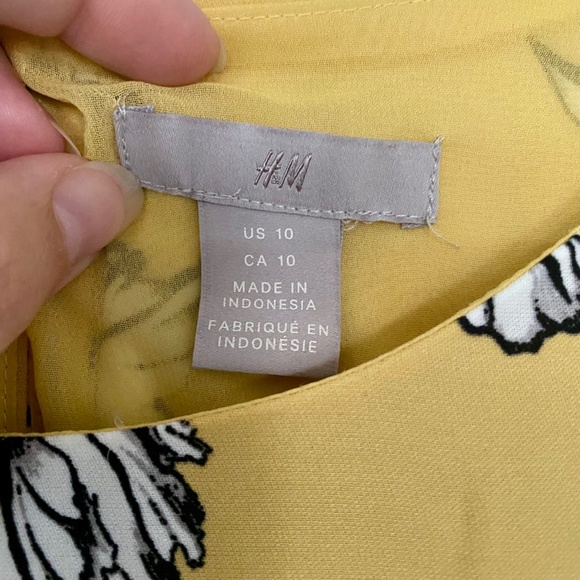 H&M
US 10
CA 10
MADE IN
INDONESIA
FABRIQUÉ EN
INDONÉSIE